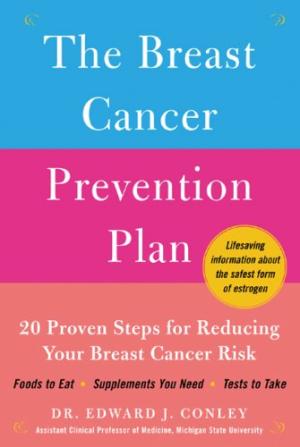 The Breast
Cancer
Prevention
Plan
Lifesaving
information about
the safest form of
estrogen
20 Proven Steps for Reducing
Your Breast Cancer Risk
Foods to Eat • Supplements You Need • Tests to Take
DR. EDWARD J. CONLEY
Assistant Clinical Professor of Medicine, Michigan State University